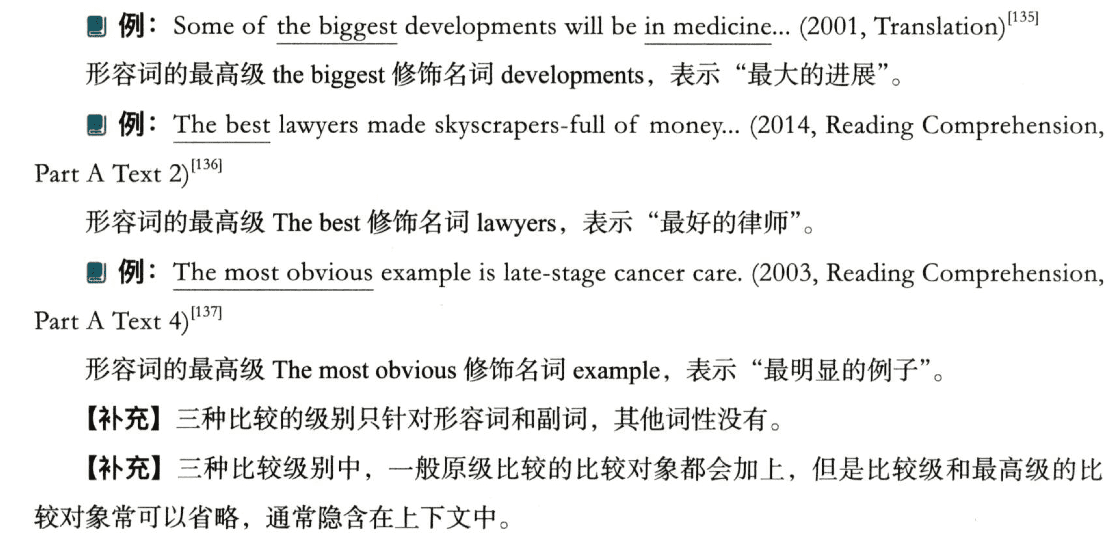 例：Some of the biggest developments will be in medicine... (2001, Translation)[135]
形容词的最高级 the biggest 修饰名词 developments，表示“最大的进展”。
例：The best lawyers made skyscrapers-full of money... (2014, Reading Comprehension,
Part A Text 2)[136]
形容词的最高级 The best 修饰名词 lawyers，表示“最好的律师”。
例：The most obvious example is late-stage cancer care. (2003, Reading Comprehension,
Part A Text 4)[137]
形容词的最高级 The most obvious 修饰名词 example，表示“最明显的例子”。
【补充】三种比较的级别只针对形容词和副词，其他词性没有。
【补充】三种比较级别中，一般原级比较的比较对象都会加上，但是比较级和最高级的比
较对象常可以省略，通常隐含在上下文中。